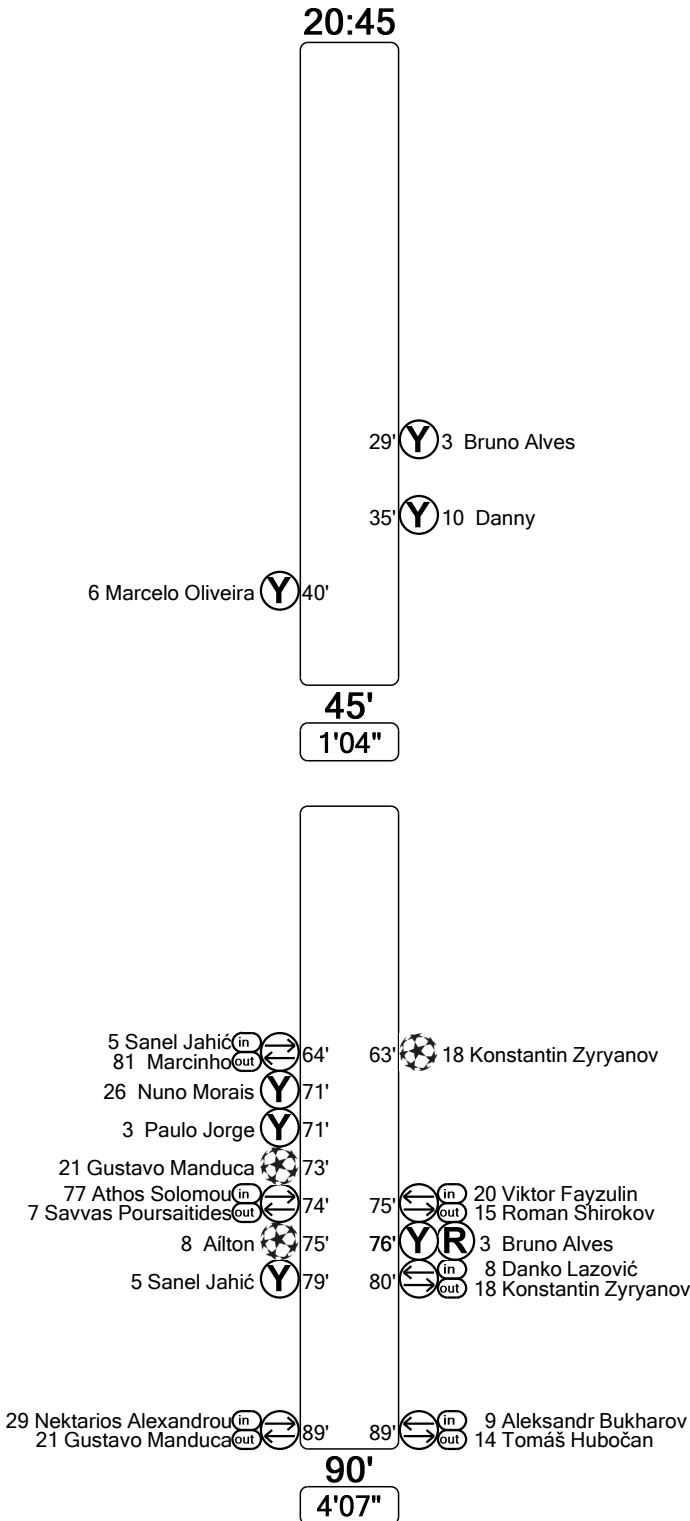 20:45
29' Y 3 Bruno Alves
35' Y 10 Danny
6 Marcelo Oliveira Y 40'
45'
1'04"
5 Sanel Jahić in
81 Marcinho out
64'
63' 18 Konstantin Zyryanov
26 Nuno Morais Y 71'
3 Paulo Jorge Y 71'
21 Gustavo Manduca 73'
77 Athos Solomou in
7 Savvas Poursaitides out
74'
75'
in 20 Viktor Fayzulin
out 15 Roman Shirokov
8 Aílton 75'
76' Y R 3 Bruno Alves
5 Sanel Jahić Y 79'
80'
in 8 Danko Lazović
out 18 Konstantin Zyryanov
29 Nektarios Alexandrou in
21 Gustavo Manduca out
89'
89'
in 9 Aleksandr Bukharov
out 14 Tomáš Hubočan
90'
4'07"